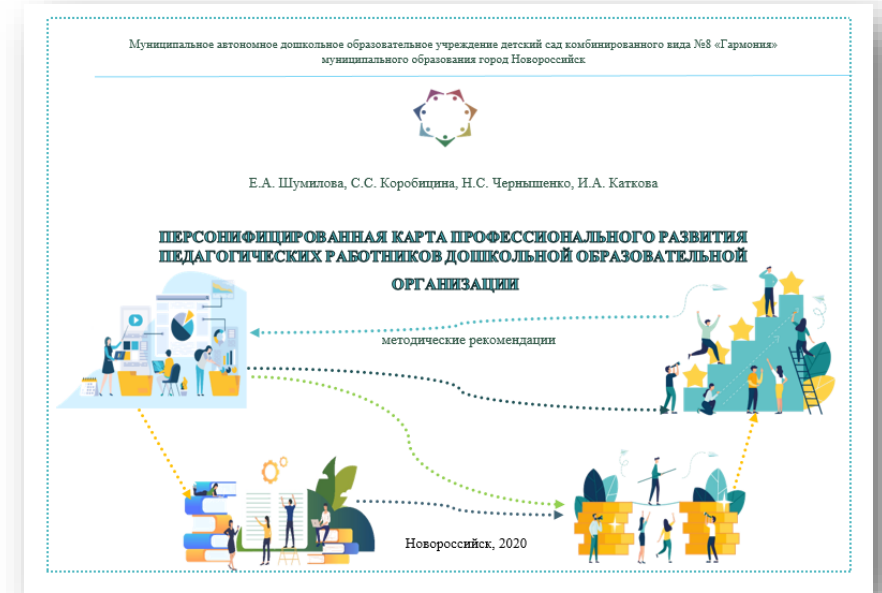 Муниципальное автономное дошкольное образовательное учреждение детский сад комбинированного вида №8 «Гармония»
муниципального образования город Новороссийск
Е.А. Шумилова, С.С. Коробицина, Н.С. Чернышенко, И.А. Каткова
ПЕРСОНИФИЦИРОВАННАЯ КАРТА ПРОФЕССИОНАЛЬНОГО РАЗВИТИЯ
ПЕДАГОГИЧЕСКИХ РАБОТНИКОВ ДОШКОЛЬНОЙ ОБРАЗОВАТЕЛЬНОЙ
ОРГАНИЗАЦИИ
методические рекомендации
Новороссийск, 2020